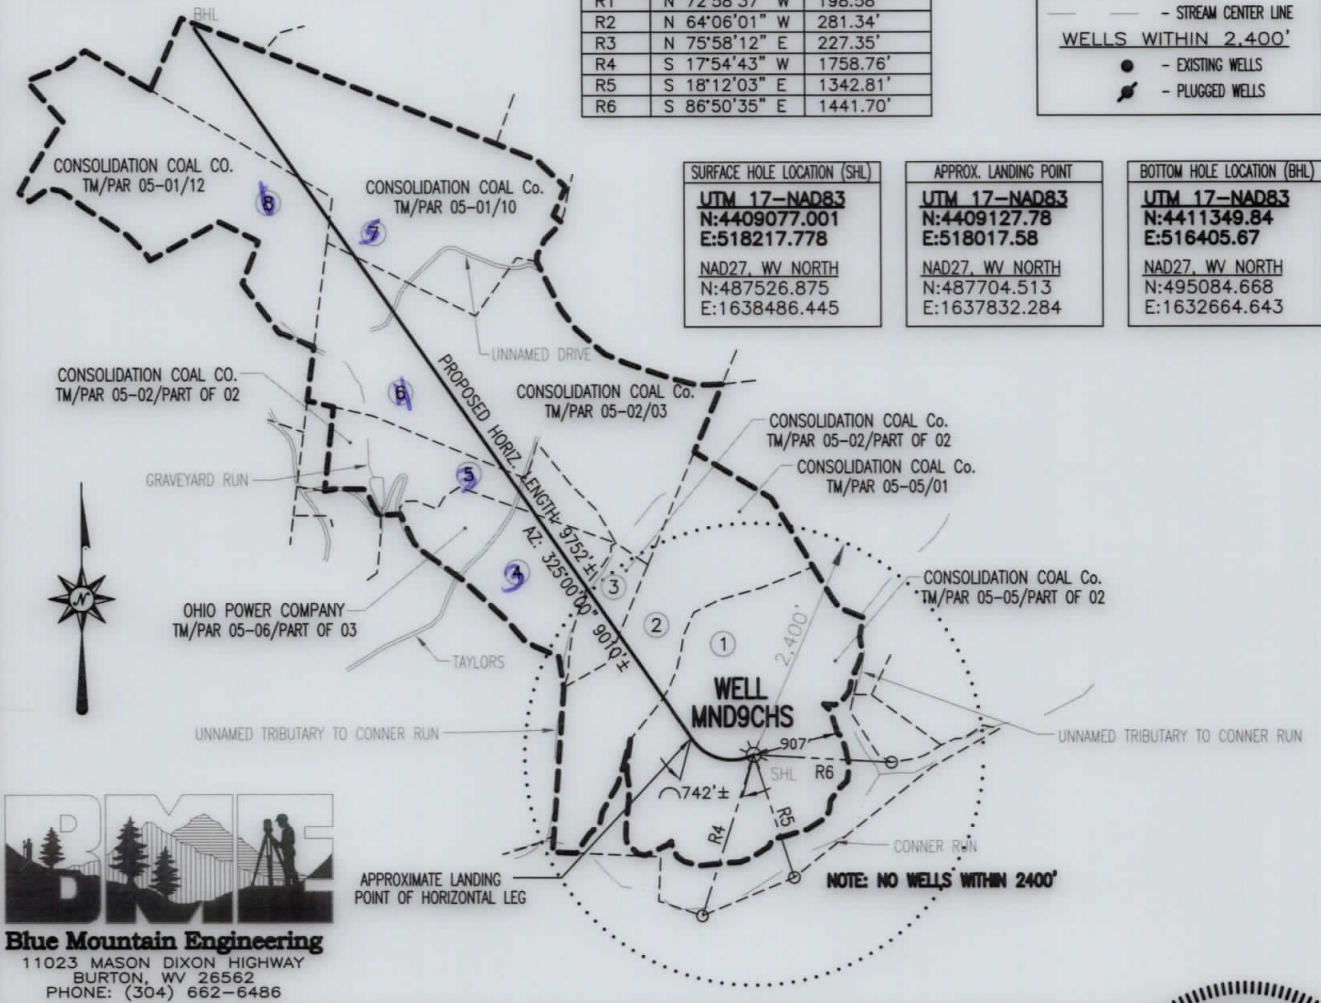 R1 N 72°58'37" W 198.58'
R2 N 64°06'01" W 281.34'
R3 N 75°58'12" E 227.35'
R4 S 17°54'43" W 1758.76'
R5 S 18°12'03" E 1342.81'
R6 S 86°50'35" E 1441.70'
- STREAM CENTER LINE
WELLS WITHIN 2,400'
- EXISTING WELLS
- PLUGGED WELLS
SURFACE HOLE LOCATION (SHL)
UTM 17-NAD83
N:4409077.001
E:518217.778
NAD27, WV NORTH
N:487526.875
E:1638486.445
APPROX. LANDING POINT
UTM 17-NAD83
N:4409127.78
E:518017.58
NAD27, WV NORTH
N:487704.513
E:1637832.284
BOTTOM HOLE LOCATION (BHL)
UTM 17-NAD83
N:4411349.84
E:516405.67
NAD27, WV NORTH
N:495084.668
E:1632664.643
BHL
CONSOLIDATION COAL CO.
TM/PAR 05-01/12
8
CONSOLIDATION COAL Co.
TM/PAR 05-01/10
7
UNNAMED DRIVE
CONSOLIDATION COAL CO.
TM/PAR 05-02/PART OF 02
6
PROPOSED HORIZ. LENGTH: 9752'±
AZ: 325°00'00" 9010'±
CONSOLIDATION COAL Co.
TM/PAR 05-02/03
CONSOLIDATION COAL Co.
TM/PAR 05-02/PART OF 02
CONSOLIDATION COAL Co.
TM/PAR 05-05/01
GRAVEYARD RUN
5
4
3
2
1
2,400'
CONSOLIDATION COAL Co.
TM/PAR 05-05/PART OF 02
N
OHIO POWER COMPANY
TM/PAR 05-06/PART OF 03
TAYLORS
WELL
MND9CHS
UNNAMED TRIBUTARY TO CONNER RUN
907'
UNNAMED TRIBUTARY TO CONNER RUN
SHL
R6
742'±
R4
R5
CONNER RUN
APPROXIMATE LANDING
POINT OF HORIZONTAL LEG
NOTE: NO WELLS WITHIN 2400'
BME
Blue Mountain Engineering
11023 MASON DIXON HIGHWAY
BURTON, WV 26562
PHONE: (304) 662-6486